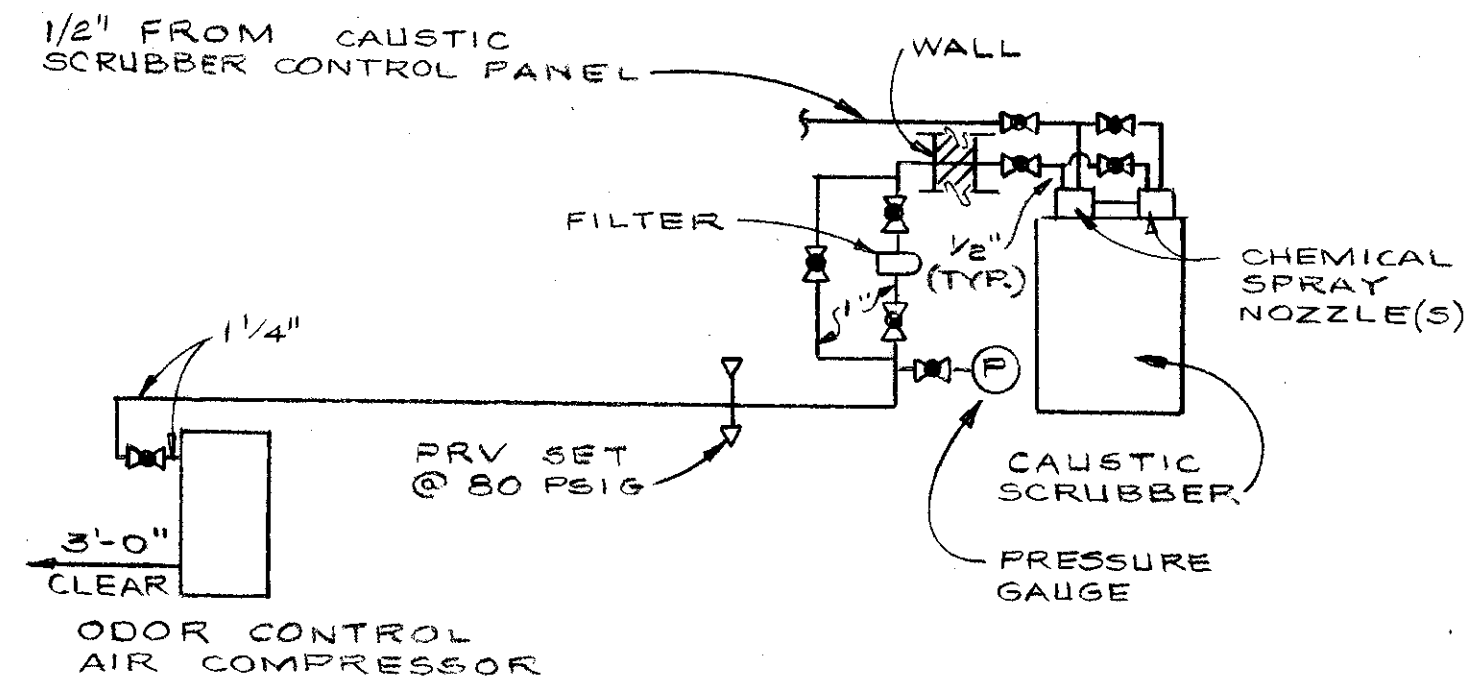 1/2" FROM CAUSTIC
SCRUBBER CONTROL PANEL
WALL
FILTER
1/2"
(TYP.)
CHEMICAL
SPRAY
NOZZLE(S)
1"
1 1/4"
P
PRV SET
@ 80 PSIG
CAUSTIC
SCRUBBER
3'-0"
CLEAR
PRESSURE
GAUGE
ODOR CONTROL
AIR COMPRESSOR